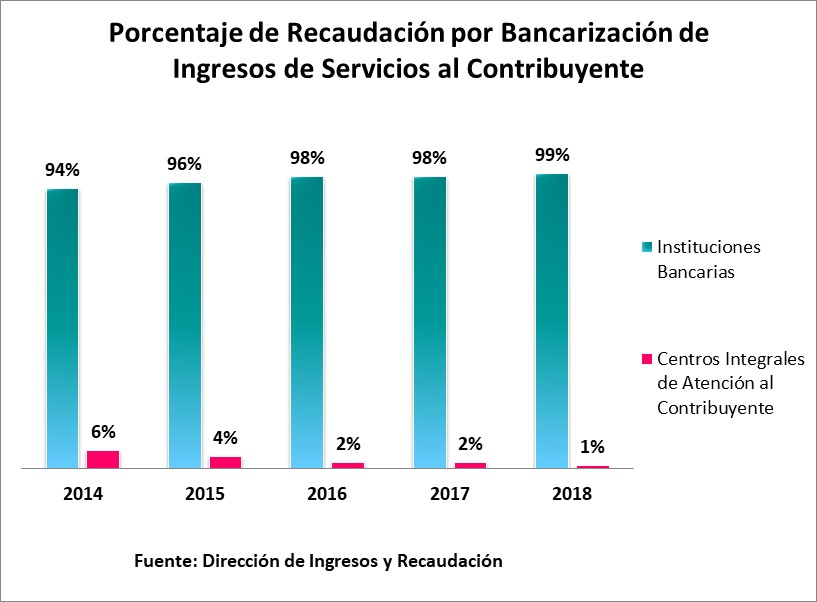 Porcentaje de Recaudación por Bancarización de
Ingresos de Servicios al Contribuyente
94%
96%
98%
98%
99%
6%
4%
2%
2%
1%
2014
2015
2016
2017
2018
Instituciones
Bancarias
Centros Integrales
de Atención al
Contribuyente
Fuente: Dirección de Ingresos y Recaudación